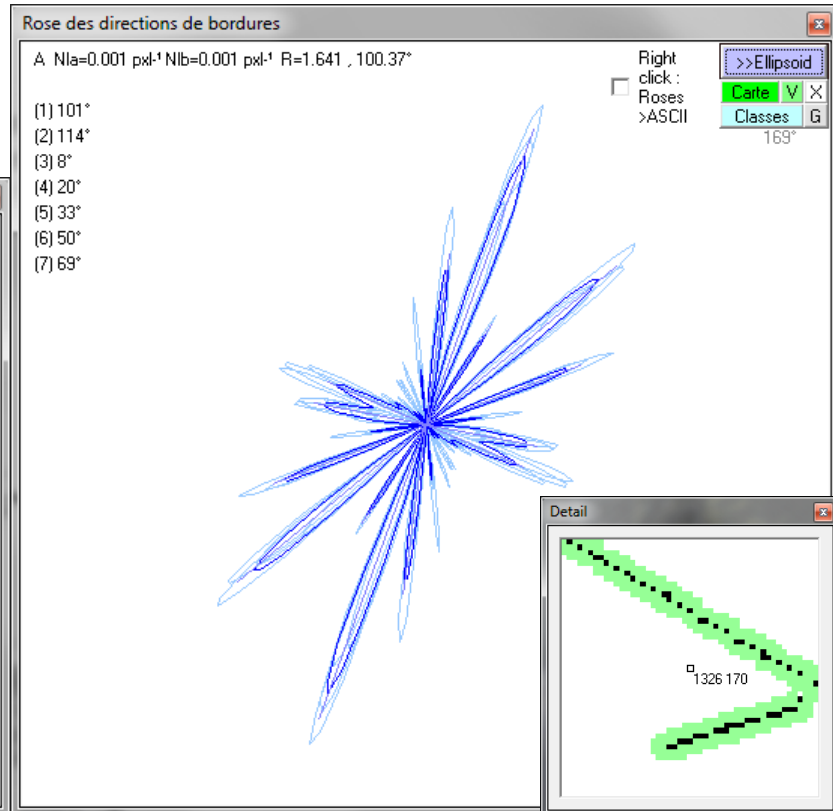 Rose des directions de bordures
A NIa=0.001 pxl-¹ NIb=0.001 pxl-¹ R=1.641 , 100.37°
(1) 101°
(2) 114°
(3) 8°
(4) 20°
(5) 33°
(6) 50°
(7) 69°
Right
click :
Roses
>ASCII
>>Ellipsoid
Carte V X
Classes G
169°
Detail
1326 170